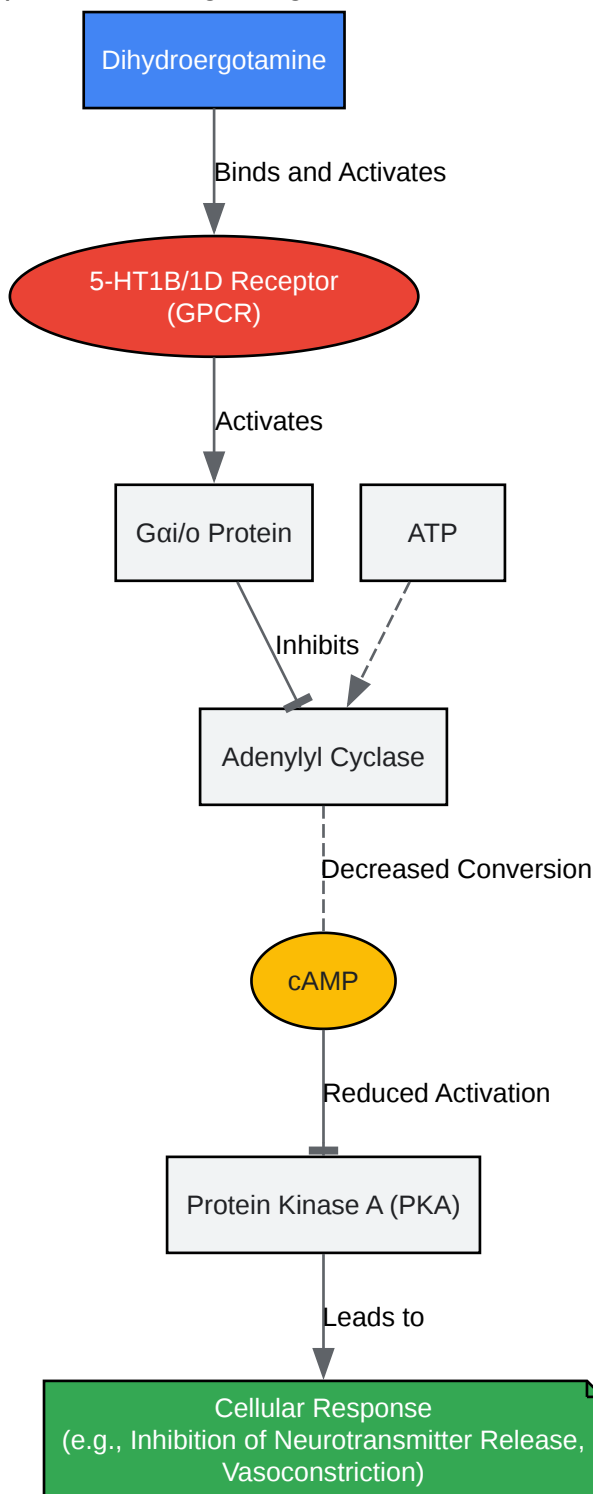 Dihydroergotamine
Binds and Activates
5-HT1B/1D Receptor
(GPCR)
Activates
Gαi/o Protein
ATP
Inhibits
Adenylyl Cyclase
Decreased Conversion
cAMP
Reduced Activation
Protein Kinase A (PKA)
Leads to
Cellular Response
(e.g., Inhibition of Neurotransmitter Release,
Vasoconstriction)